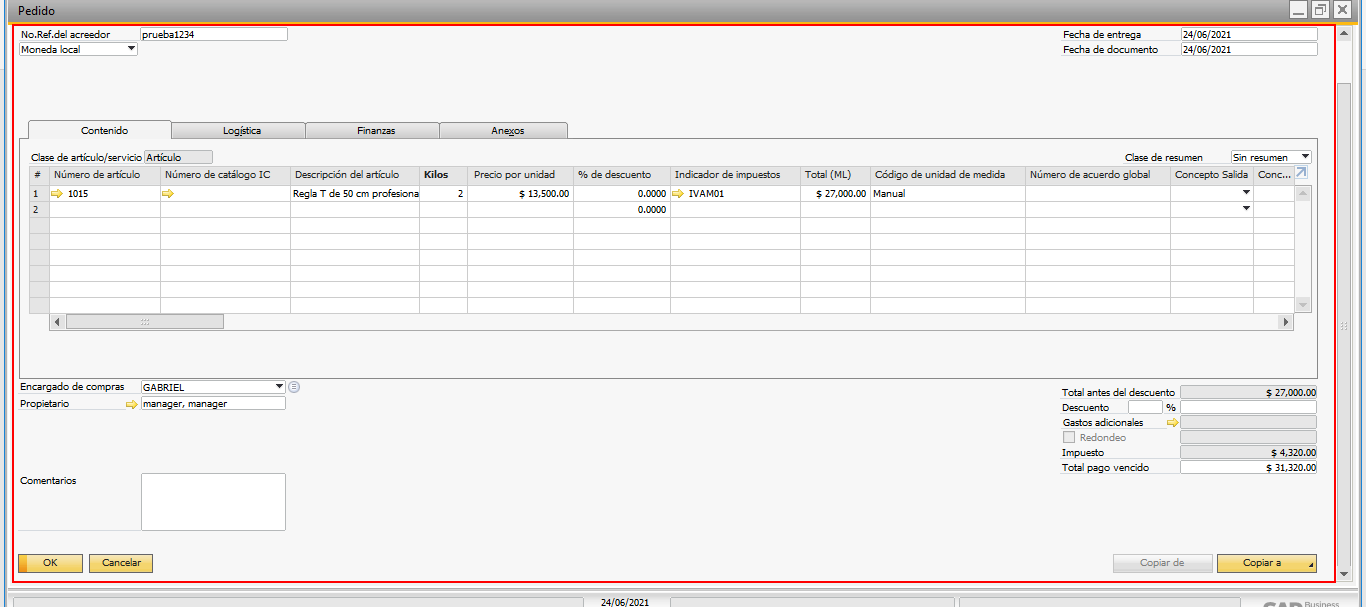 Pedido
No.Ref.del acreedor prueba1234 Fecha de entrega 24/06/2021
Moneda local Fecha de documento 24/06/2021
Contenido Logística Finanzas Anexos
Clase de artículo/servicio Artículo Clase de resumen Sin resumen
# Número de artículo Número de catálogo IC Descripción del artículo Kilos Precio por unidad % de descuento Indicador de impuestos Total (ML) Código de unidad de medida Número de acuerdo global Concepto Salida Conc...
1 1015 Regla T de 50 cm profesiona 2 $ 13,500.00 0.0000 IVAM01 $ 27,000.00 Manual
2 0.0000
Encargado de compras GABRIEL Total antes del descuento $ 27,000.00
Propietario manager, manager Descuento %
Gastos adicionales
Redondeo
Impuesto $ 4,320.00
Total pago vencido $ 31,320.00
Comentarios
OK Cancelar Copiar de Copiar a
24/06/2021 SAP Business